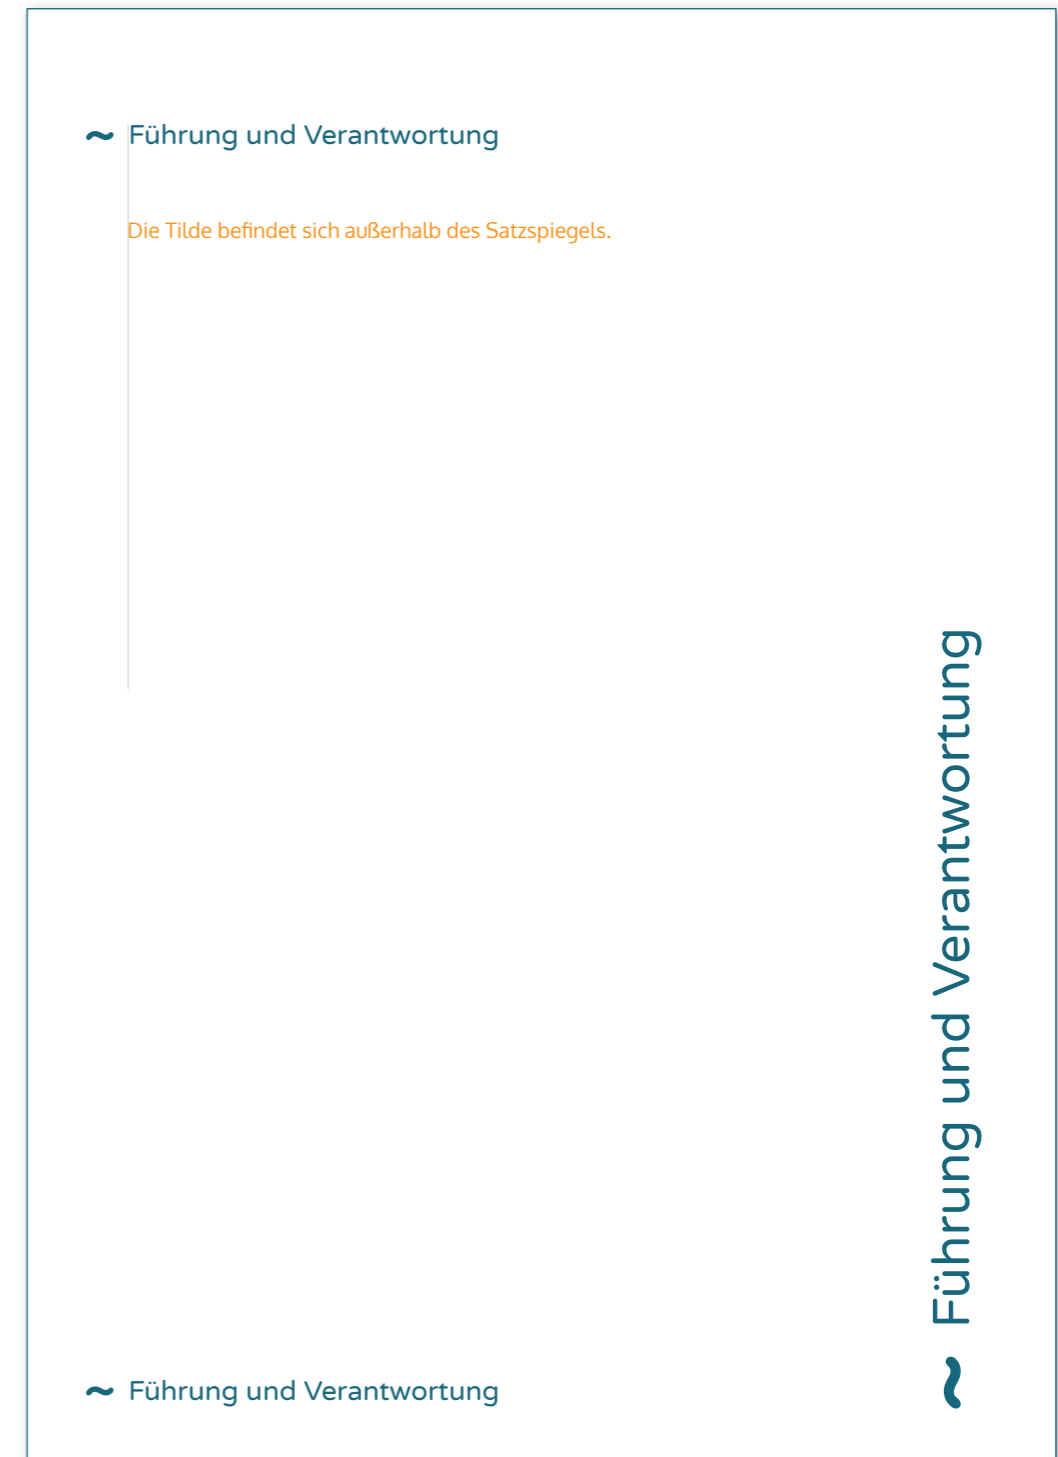 ~ Führung und Verantwortung
Die Tilde befindet sich außerhalb des Satzspiegels.
~ Führung und Verantwortung
~ Führung und Verantwortung